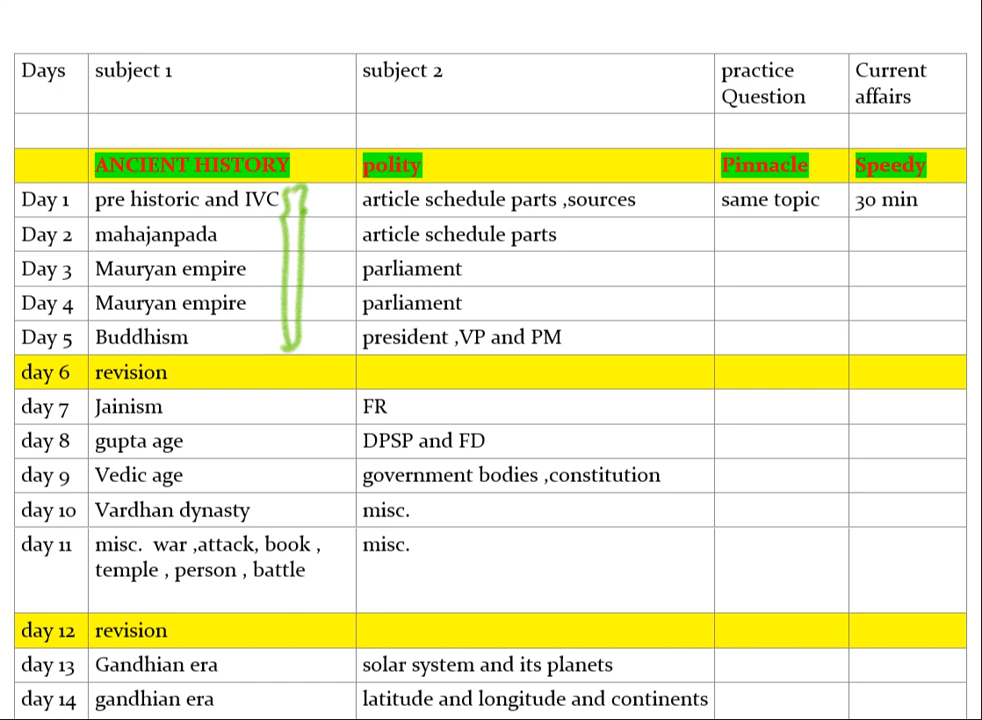 Days subject 1 subject 2 practice Question Current affairs
ANCIENT HISTORY polity Pinnacle Speedy
Day 1 pre historic and IVC article schedule parts ,sources same topic 30 min
Day 2 mahajanpada article schedule parts
Day 3 Mauryan empire parliament
Day 4 Mauryan empire parliament
Day 5 Buddhism president ,VP and PM
day 6 revision
day 7 Jainism FR
day 8 gupta age DPSP and FD
day 9 Vedic age government bodies ,constitution
day 10 Vardhan dynasty misc.
day 11 misc. war ,attack, book , temple , person , battle misc.
day 12 revision
day 13 Gandhian era solar system and its planets
day 14 gandhian era latitude and longitude and continents